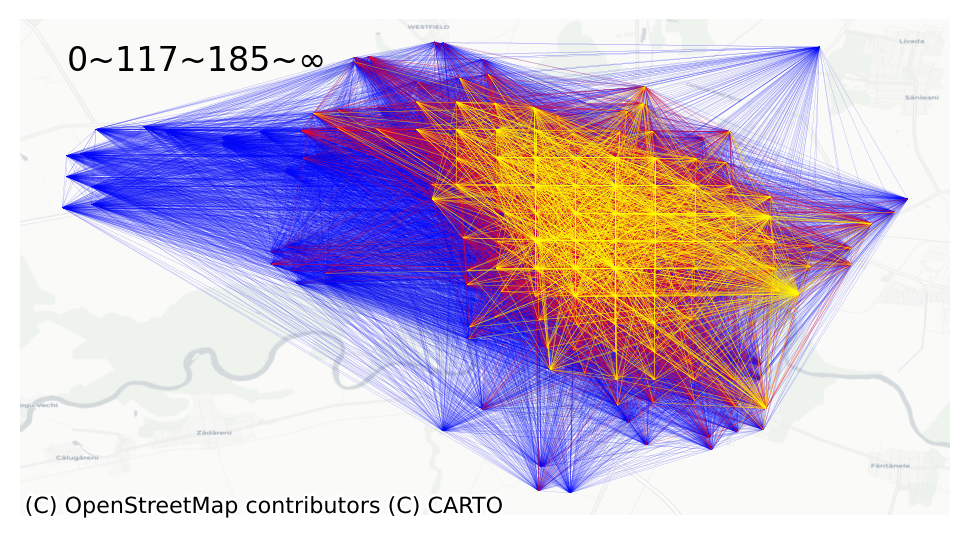 WESTFIELD
Livada
0~117~185~∞
Sânleani
Zădăreni
Călugăreni
Fântânele
(C) OpenStreetMap contributors (C) CARTO